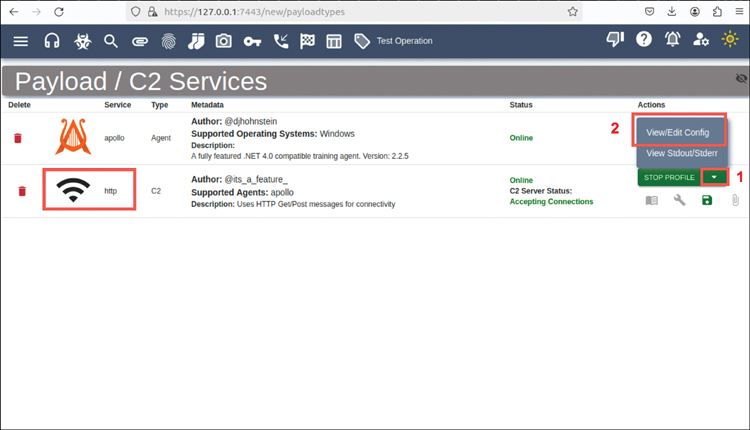 https://127.0.0.1:7443/new/payloadtypes
Test Operation
Payload / C2 Services
Delete Service Type Metadata Status Actions
apollo Agent
Author: @djhohnstein
Supported Operating Systems: Windows
Description:
A fully featured .NET 4.0 compatible training agent. Version: 2.2.5
Online
2
View/Edit Config
View Stdout/Stderr
http C2
Author: @its_a_feature_
Supported Agents: apollo
Description: Uses HTTP Get/Post messages for connectivity
Online
C2 Server Status:
Accepting Connections
STOP PROFILE
1